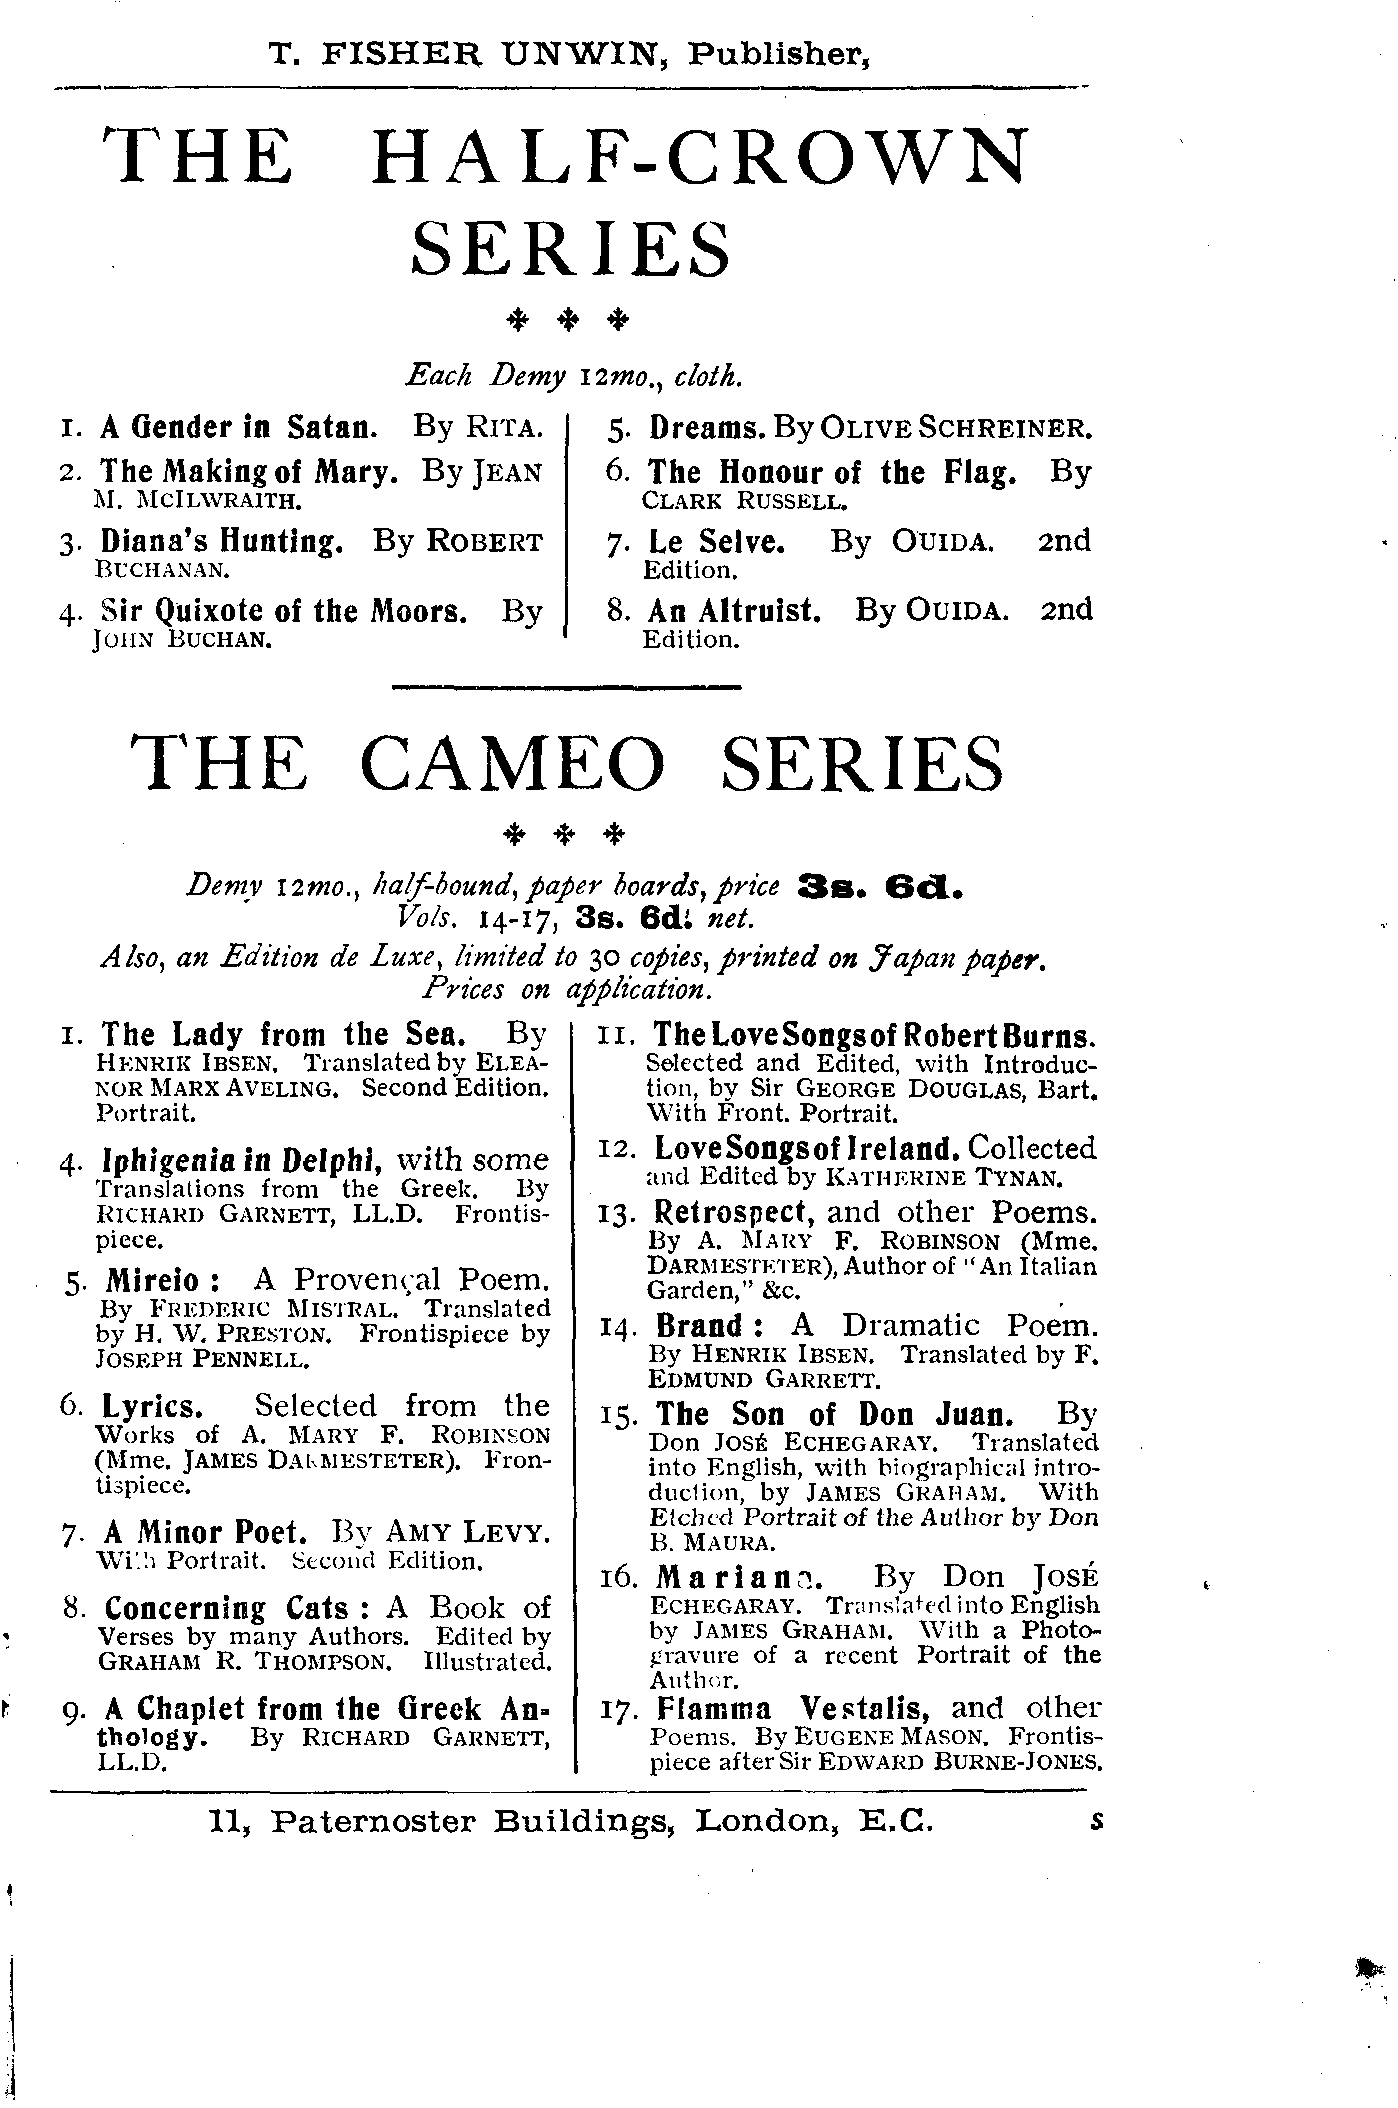 T. FISHER UNWIN, Publisher,
THE HALF-CROWN
SERIES
Each Demy 12mo., cloth.
1. A Gender in Satan. By RITA.
2. The Making of Mary. By JEAN
M. MCILWRAITH.
3. Diana's Hunting. By ROBERT
BUCHANAN.
4. Sir Quixote of the Moors. By
JOHN BUCHAN.
5. Dreams. By OLIVE SCHREINER.
6. The Honour of the Flag. By
CLARK RUSSELL.
7. Le Selve. By OUIDA. 2nd
Edition.
8. An Altruist. By OUIDA. 2nd
Edition.
THE CAMEO SERIES
Demy 12mo., half-bound, paper boards, price 3s. 6d.
Vols. 14-17, 3s. 6d. net.
Also, an Edition de Luxe, limited to 30 copies, printed on Japan paper.
Prices on application.
1. The Lady from the Sea. By
HENRIK IBSEN. Translated by ELEA-
NOR MARX AVELING. Second Edition.
Portrait.
4. Iphigenia in Delphi, with some
Translations from the Greek. By
RICHARD GARNETT, LL.D. Frontis-
piece.
5. Mireio : A Provençal Poem.
By FREDERIC MISTRAL. Translated
by H. W. PRESTON. Frontispiece by
JOSEPH PENNELL.
6. Lyrics. Selected from the
Works of A. MARY F. ROBINSON
(Mme. JAMES DARMESTETER). Fron-
tispiece.
7. A Minor Poet. By AMY LEVY.
With Portrait. Second Edition.
8. Concerning Cats : A Book of
Verses by many Authors. Edited by
GRAHAM R. THOMPSON. Illustrated.
9. A Chaplet from the Greek An-
thology. By RICHARD GARNETT,
LL.D.
11. The Love Songs of Robert Burns.
Selected and Edited, with Introduc-
tion, by Sir GEORGE DOUGLAS, Bart.
With Front. Portrait.
12. Love Songs of Ireland. Collected
and Edited by KATHERINE TYNAN.
13. Retrospect, and other Poems.
By A. MARY F. ROBINSON (Mme.
DARMESTETER), Author of "An Italian
Garden," &c.
14. Brand : A Dramatic Poem.
By HENRIK IBSEN. Translated by F.
EDMUND GARRETT.
15. The Son of Don Juan. By
Don JOSÉ ECHEGARAY. Translated
into English, with biographical intro-
duction, by JAMES GRAHAM. With
Etched Portrait of the Author by Don
B. MAURA.
16. Mariana. By Don JOSÉ
ECHEGARAY. Translated into English
by JAMES GRAHAM. With a Photo-
gravure of a recent Portrait of the
Author.
17. Flamma Vestalis, and other
Poems. By EUGENE MASON. Frontis-
piece after Sir EDWARD BURNE-JONES.
11, Paternoster Buildings, London, E.C. s